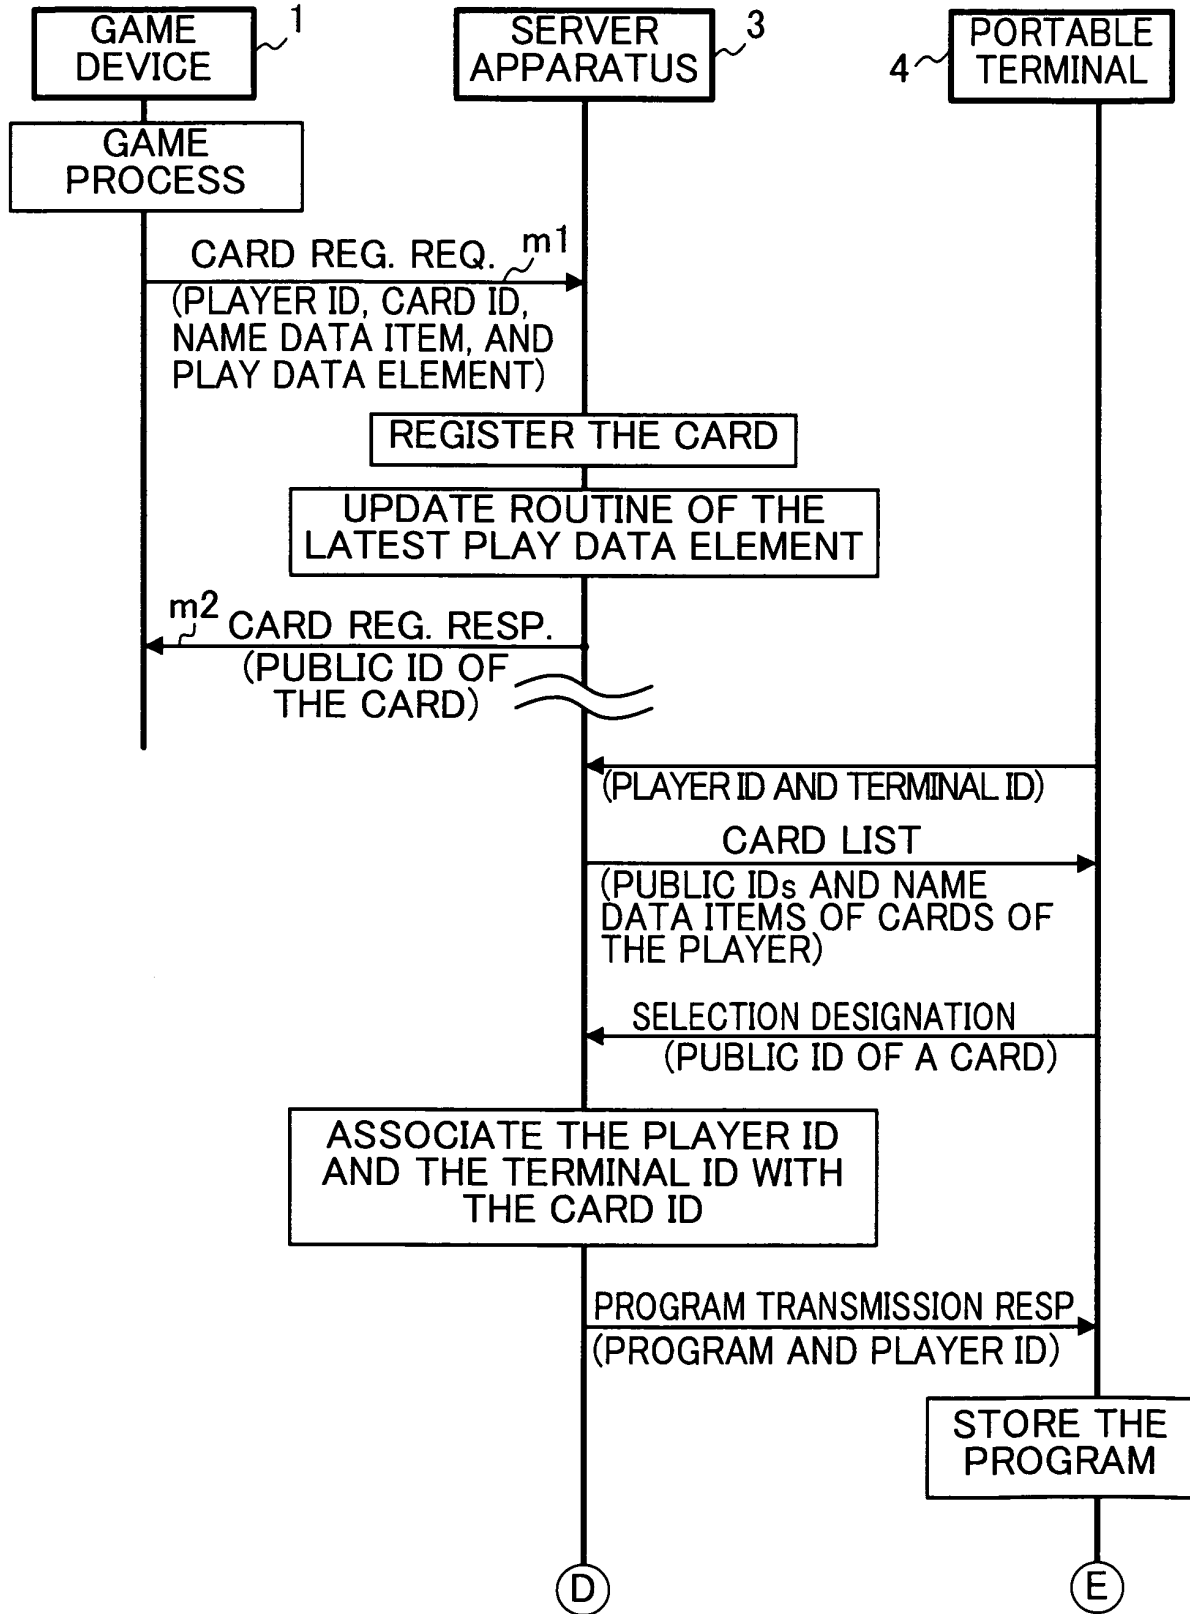 GAME
DEVICE
1
SERVER
APPARATUS
3
4
PORTABLE
TERMINAL
GAME
PROCESS
CARD REG. REQ.
m1
(PLAYER ID, CARD ID,
NAME DATA ITEM, AND
PLAY DATA ELEMENT)
REGISTER THE CARD
UPDATE ROUTINE OF THE
LATEST PLAY DATA ELEMENT
m2
CARD REG. RESP.
(PUBLIC ID OF
THE CARD)
(PLAYER ID AND TERMINAL ID)
CARD LIST
(PUBLIC IDs AND NAME
DATA ITEMS OF CARDS OF
THE PLAYER)
SELECTION DESIGNATION
(PUBLIC ID OF A CARD)
ASSOCIATE THE PLAYER ID
AND THE TERMINAL ID WITH
THE CARD ID
PROGRAM TRANSMISSION RESP
(PROGRAM AND PLAYER ID)
STORE THE
PROGRAM
D
E